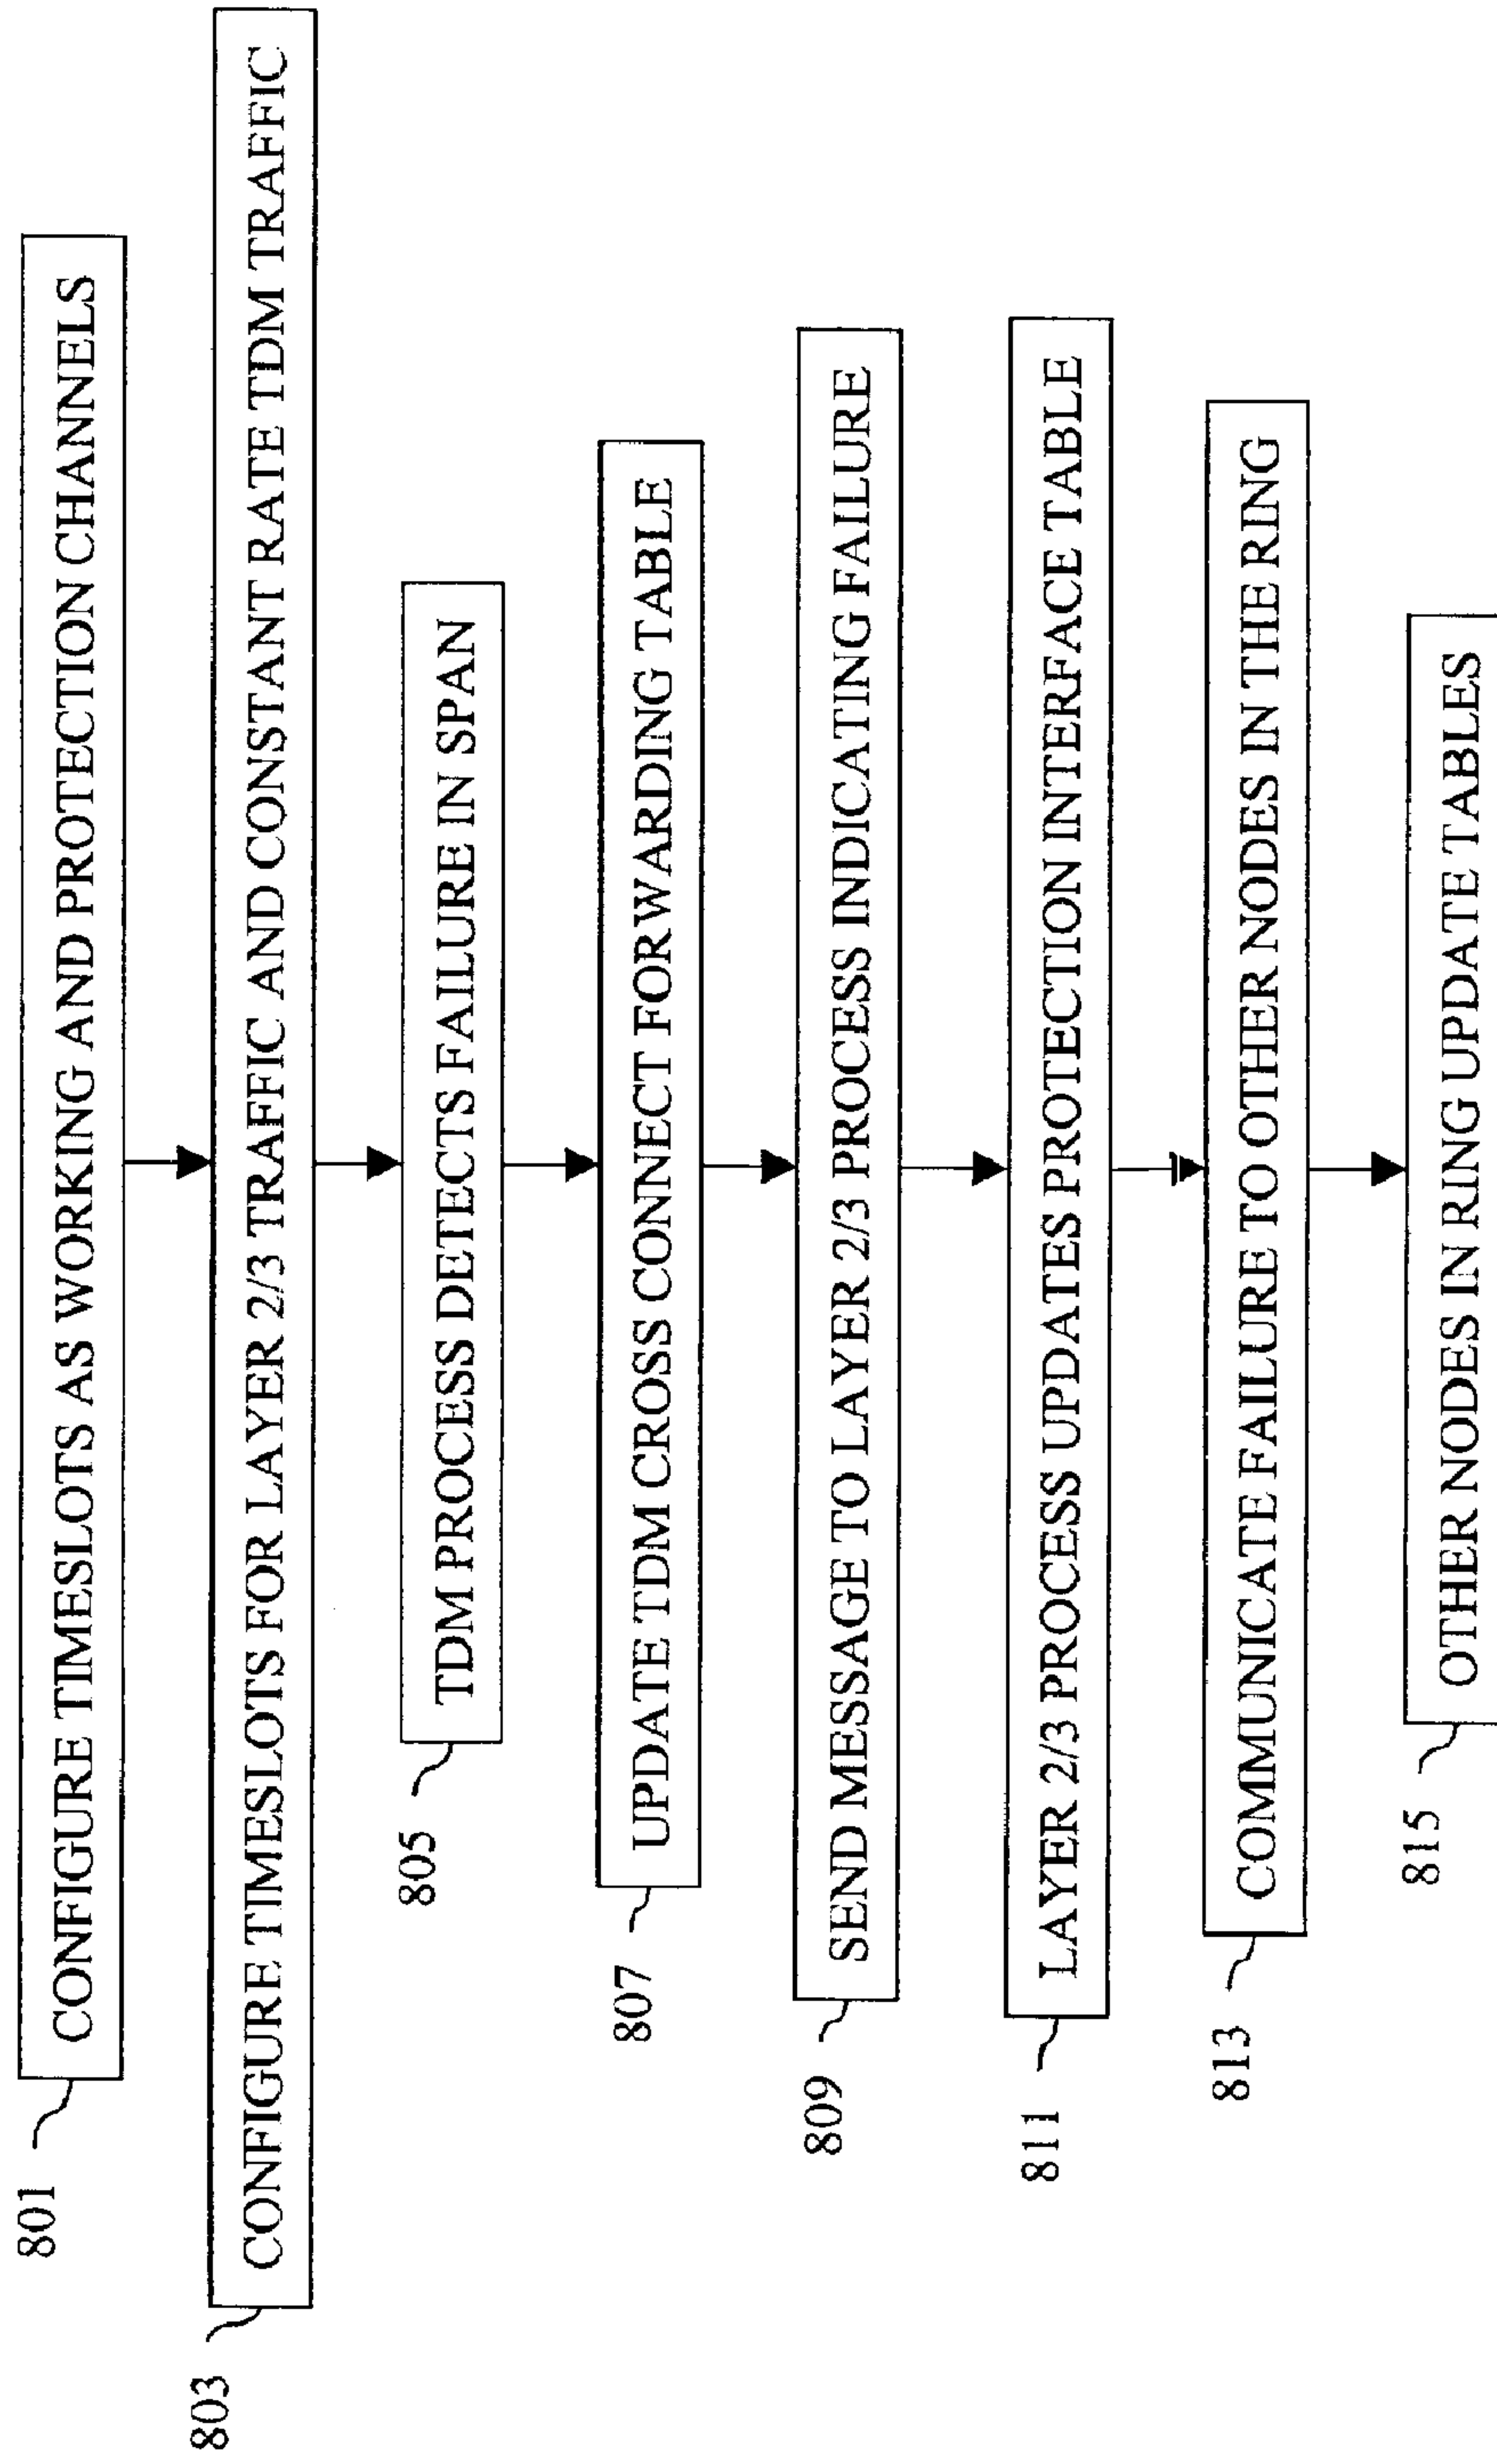 801
CONFIGURE TIMESLOTS AS WORKING AND PROTECTION CHANNELS
803
CONFIGURE TIMESLOTS FOR LAYER 2/3 TRAFFIC AND CONSTANT RATE TDM TRAFFIC
805
TDM PROCESS DETECTS FAILURE IN SPAN
807
UPDATE TDM CROSS CONNECT FORWARDING TABLE
809
SEND MESSAGE TO LAYER 2/3 PROCESS INDICATING FAILURE
811
LAYER 2/3 PROCESS UPDATES PROTECTION INTERFACE TABLE
813
COMMUNICATE FAILURE TO OTHER NODES IN THE RING
815
OTHER NODES IN RING UPDATE TABLES